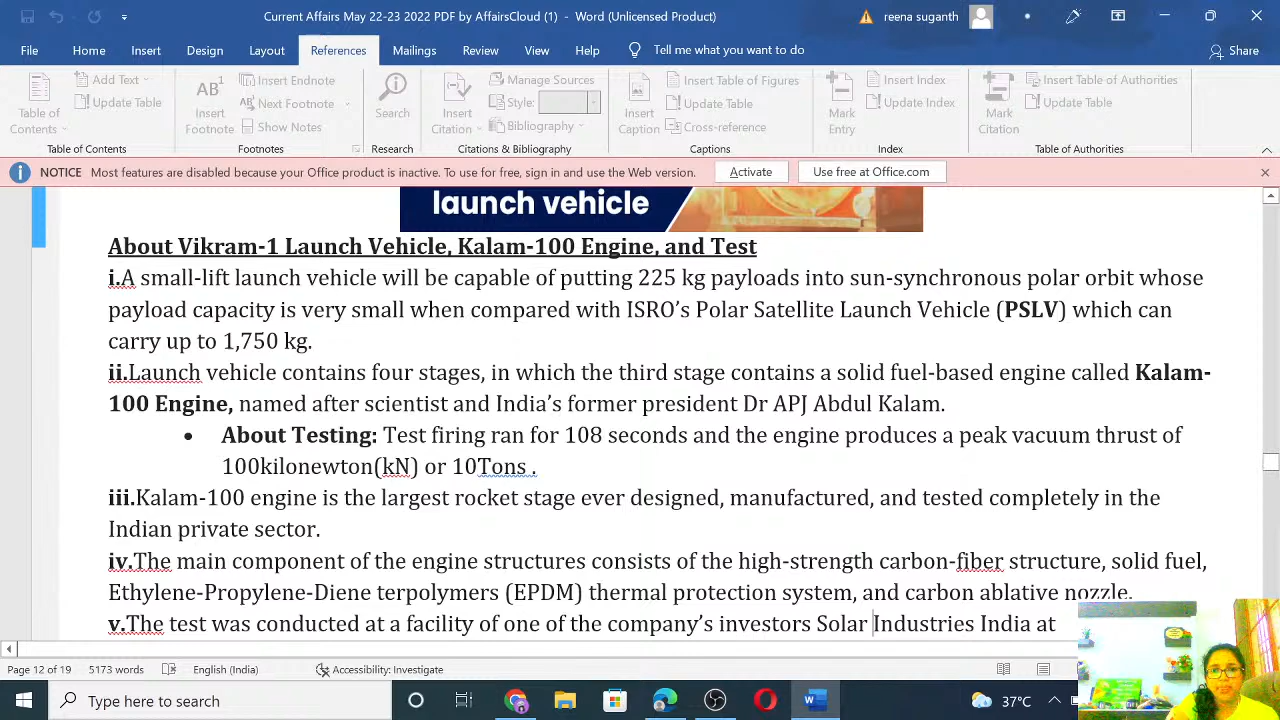 Current Affairs May 22-23 2022 PDF by AffairsCloud (1) - Word (Unlicensed Product)
reena suganth
File Home Insert Design Layout References Mailings Review View Help Tell me what you want to do Share
Table of Contents
Add Text
Update Table
Table of Contents
AB1
Insert Footnote
Insert Endnote
Next Footnote
Show Notes
Footnotes
Search
Research
Insert Citation
Manage Sources
Style:
Bibliography
Citations & Bibliography
Insert Caption
Insert Table of Figures
Update Table
Cross-reference
Captions
Mark Entry
Insert Index
Update Index
Index
Mark Citation
Insert Table of Authorities
Update Table
Table of Authorities
NOTICE Most features are disabled because your Office product is inactive. To use for free, sign in and use the Web version. Activate Use free at Office.com
launch vehicle
About Vikram-1 Launch Vehicle, Kalam-100 Engine, and Test
i.A small-lift launch vehicle will be capable of putting 225 kg payloads into sun-synchronous polar orbit whose
payload capacity is very small when compared with ISRO's Polar Satellite Launch Vehicle (PSLV) which can
carry up to 1,750 kg.
ii.Launch vehicle contains four stages, in which the third stage contains a solid fuel-based engine called Kalam-
100 Engine, named after scientist and India's former president Dr APJ Abdul Kalam.
• About Testing: Test firing ran for 108 seconds and the engine produces a peak vacuum thrust of
100kilonewton(kN) or 10Tons .
iii.Kalam-100 engine is the largest rocket stage ever designed, manufactured, and tested completely in the
Indian private sector.
iv.The main component of the engine structures consists of the high-strength carbon-fiber structure, solid fuel,
Ethylene-Propylene-Diene terpolymers (EPDM) thermal protection system, and carbon ablative nozzle.
v.The test was conducted at a facility of one of the company's investors Solar Industries India at
Page 12 of 19 5173 words English (India) Accessibility: Investigate
Type here to search
37°C